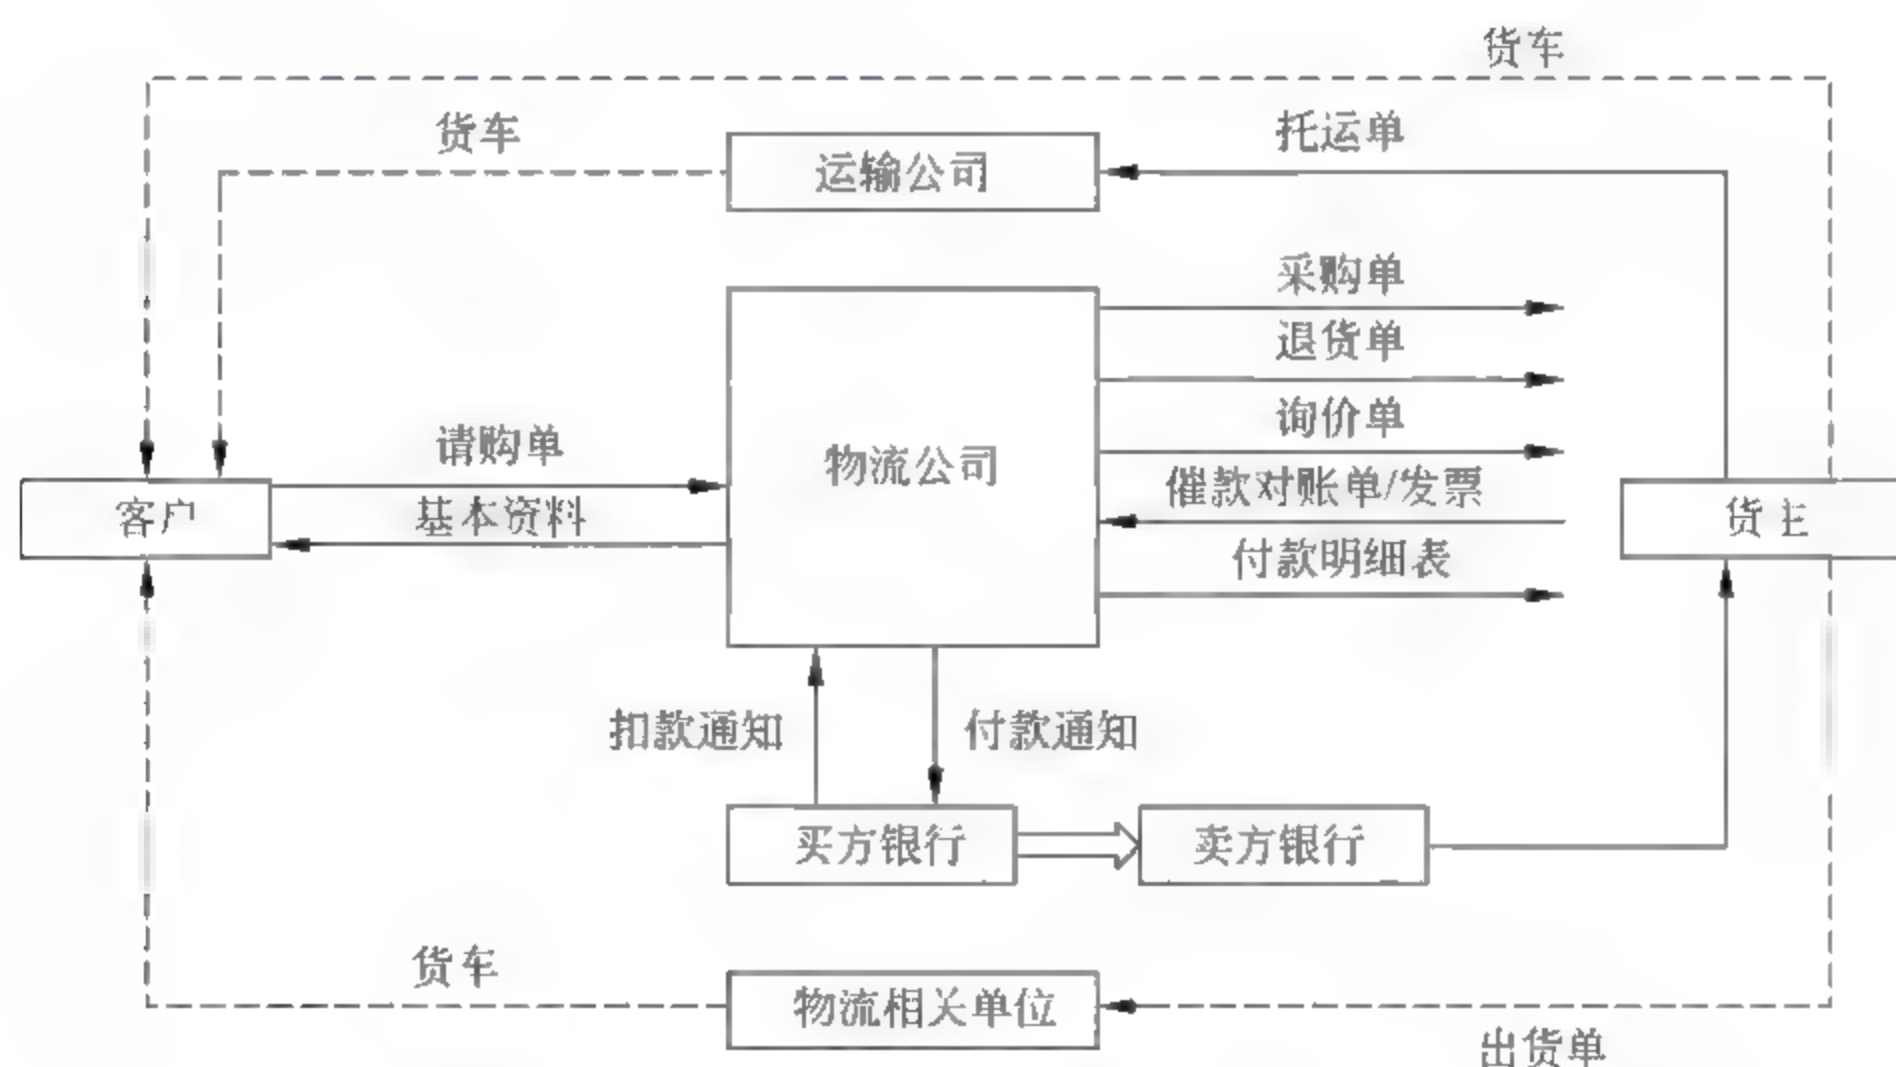 货车
货车
托运单
运输公司
采购单
退货单
询价单
请购单
物流公司
催款对账单/发票
客户
基本资料
货主
付款明细表
扣款通知
付款通知
买方银行
卖方银行
货车
物流相关单位
出货单